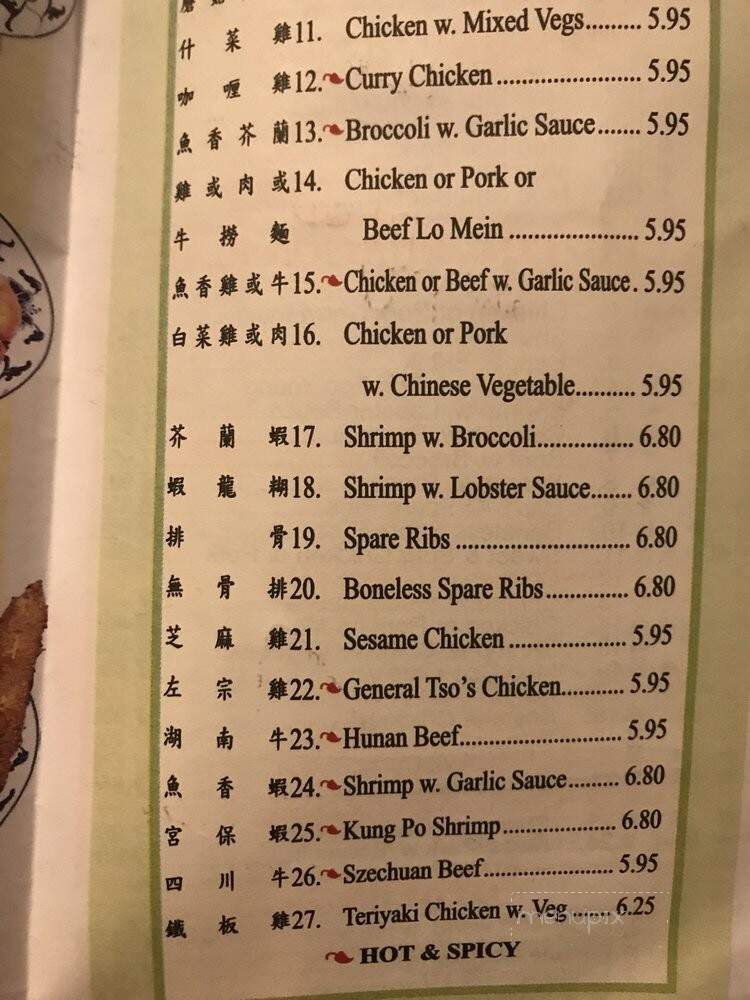 什菜雞11. Chicken w. Mixed Vegs......... 5.95
咖喱雞12. Curry Chicken ...................... 5.95
魚香芥蘭13. Broccoli w. Garlic Sauce....... 5.95
雞或肉或14. Chicken or Pork or
牛撈麵 Beef Lo Mein ................... 5.95
魚香雞或牛15. Chicken or Beef w. Garlic Sauce. 5.95
白菜雞或肉16. Chicken or Pork
w. Chinese Vegetable.......... 5.95
芥蘭蝦17. Shrimp w. Broccoli................ 6.80
蝦龍糊18. Shrimp w. Lobster Sauce....... 6.80
排骨19. Spare Ribs ............................. 6.80
無骨排20. Boneless Spare Ribs.............. 6.80
芝麻雞21. Sesame Chicken .................... 5.95
左宗雞22. General Tso's Chicken........... 5.95
湖南牛23. Hunan Beef............................ 5.95
魚香蝦24. Shrimp w. Garlic Sauce......... 6.80
宮保蝦25. Kung Po Shrimp.................... 6.80
四川牛26. Szechuan Beef........................ 5.95
鐵板雞27. Teriyaki Chicken w. Veg ....... 6.25
HOT & SPICY
menupix